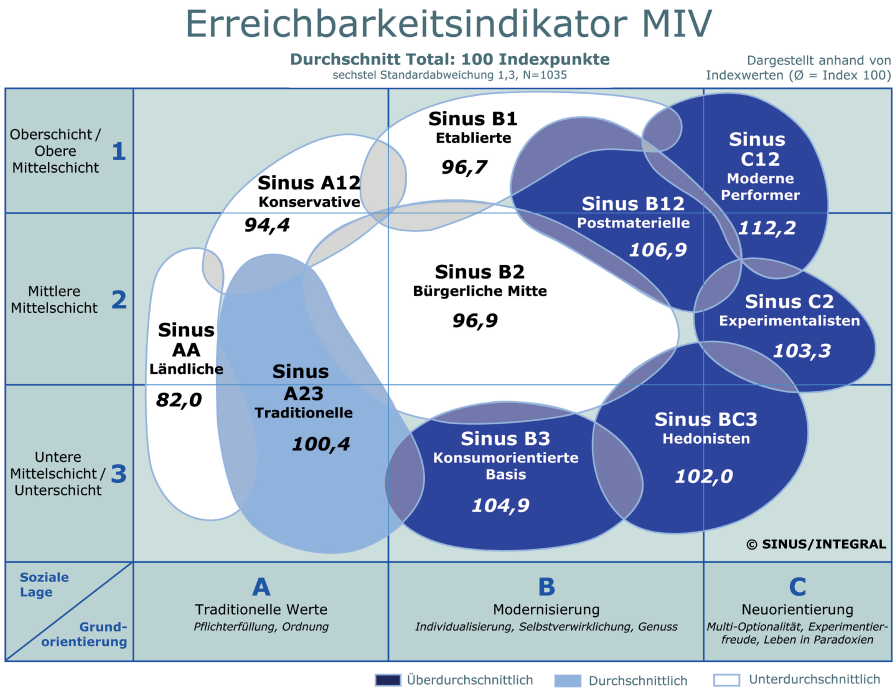 Erreichbarkeitsindikator MIV
Durchschnitt Total: 100 Indexpunkte
sechstel Standardabweichung 1,3, N=1035
Dargestellt anhand von
Indexwerten (Ø = Index 100)
Oberschicht /
Obere
Mittelschicht
1
Sinus B1
Etablierte
96,7
Sinus
C12
Moderne
Performer
112,2
Sinus A12
Konservative
94,4
Sinus B12
Postmaterielle
106,9
Mittlere
Mittelschicht
2
Sinus B2
Bürgerliche Mitte
96,9
Sinus C2
Experimentalisten
103,3
Sinus
AA
Ländliche
82,0
Sinus
A23
Traditionelle
100,4
Untere
Mittelschicht /
Unterschicht
3
Sinus B3
Konsumorientierte
Basis
104,9
Sinus BC3
Hedonisten
102,0
© SINUS/INTEGRAL
Soziale
Lage
Grund-
orientierung
A
Traditionelle Werte
Pflichterfüllung, Ordnung
B
Modernisierung
Individualisierung, Selbstverwirklichung, Genuss
C
Neuorientierung
Multi-Optionalität, Experimentier-
freude, Leben in Paradoxien
Überdurchschnittlich
Durchschnittlich
Unterdurchschnittlich